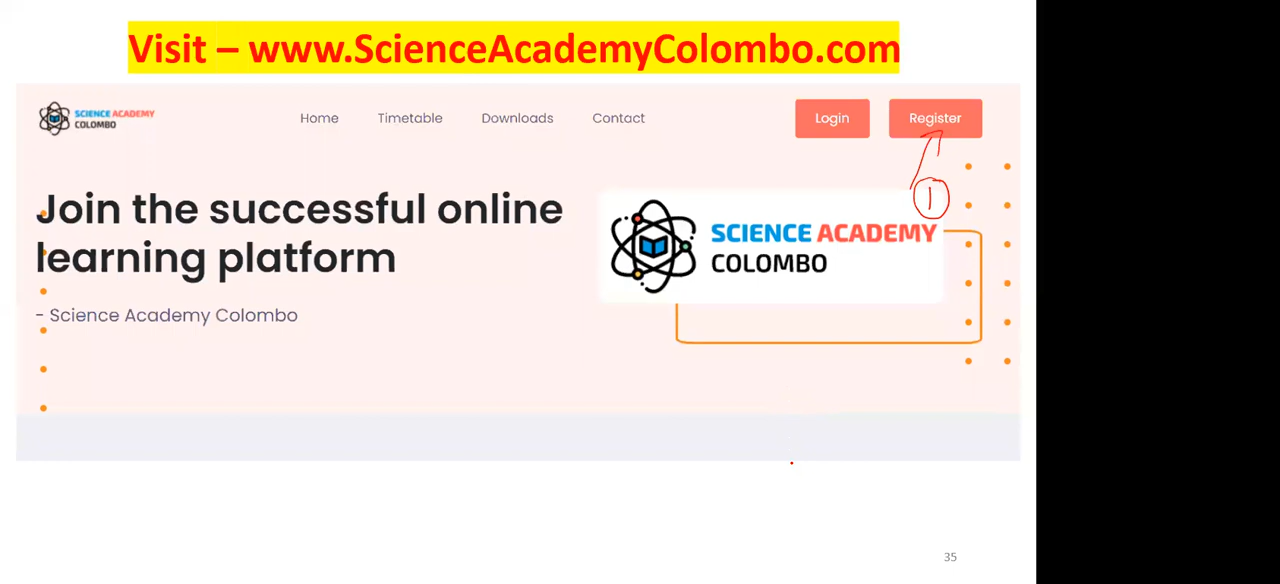 Visit – www.ScienceAcademyColombo.com
SCIENCE ACADEMY
COLOMBO
Home Timetable Downloads Contact Login Register
1
Join the successful online
learning platform
SCIENCE ACADEMY
COLOMBO
- Science Academy Colombo
35